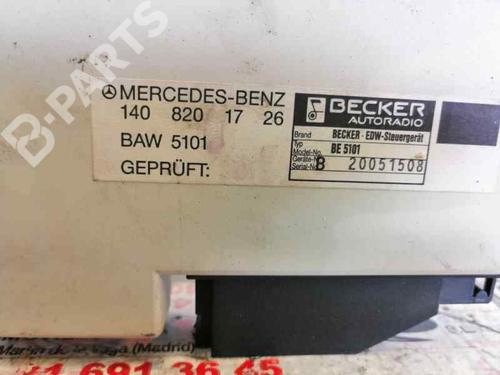 B-PARTS
MERCEDES-BENZ
140 820 17 26
BAW 5101
GEPRÜFT:
BECKER
AUTORADIO
Brand BECKER - EDW-Steuergerät
Typ
Model-No. BE 5101
Geräte-Nr.
Serial-No. B 20051508
(Madrid)
1 691 36 45